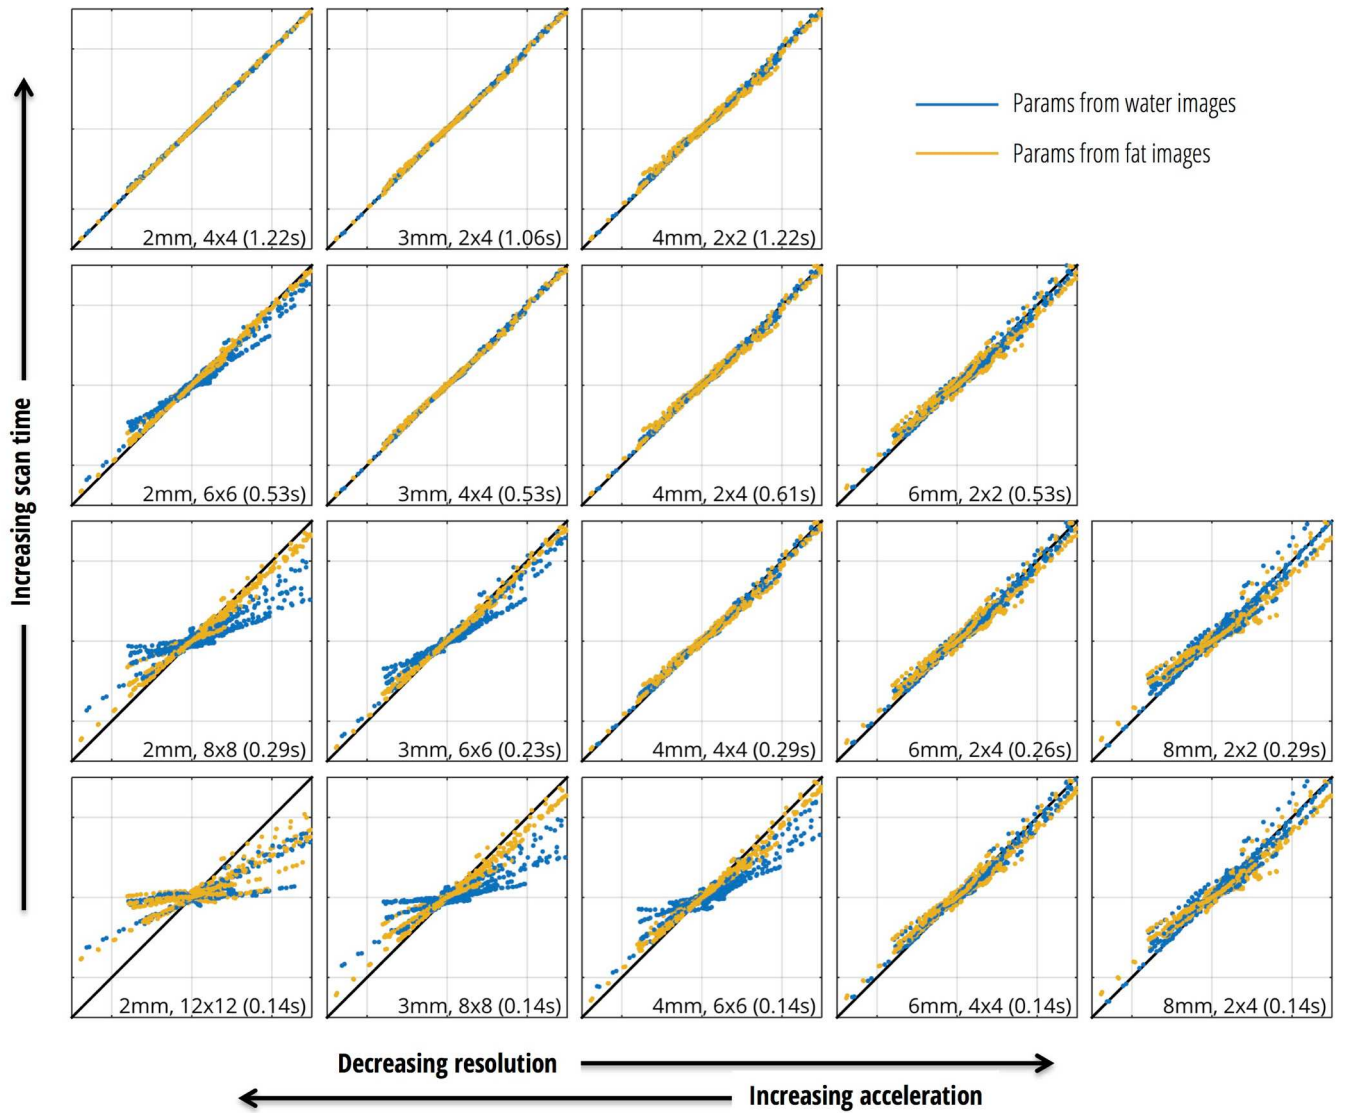 Params from water images
Params from fat images
Increasing scan time
2mm, 4x4 (1.22s)
3mm, 2x4 (1.06s)
4mm, 2x2 (1.22s)
2mm, 6x6 (0.53s)
3mm, 4x4 (0.53s)
4mm, 2x4 (0.61s)
6mm, 2x2 (0.53s)
2mm, 8x8 (0.29s)
3mm, 6x6 (0.23s)
4mm, 4x4 (0.29s)
6mm, 2x4 (0.26s)
8mm, 2x2 (0.29s)
2mm, 12x12 (0.14s)
3mm, 8x8 (0.14s)
4mm, 6x6 (0.14s)
6mm, 4x4 (0.14s)
8mm, 2x4 (0.14s)
Decreasing resolution
Increasing acceleration